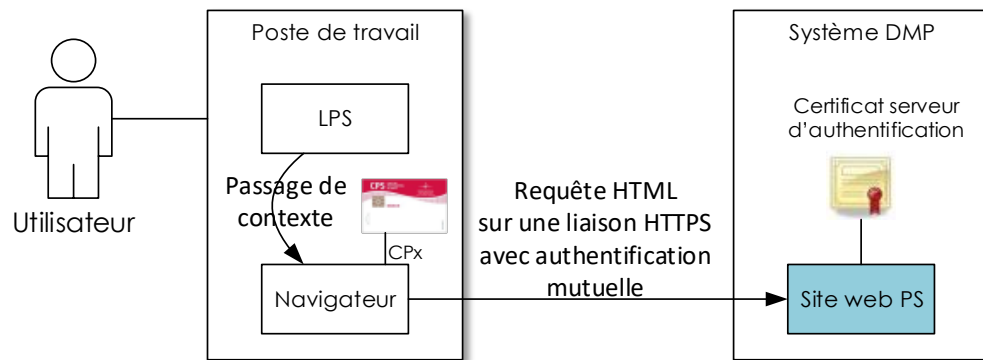 Poste de travail
Système DMP
LPS
Certificat serveur
d'authentification
CPS
Passage de
contexte
Requête HTML
sur une liaison HTTPS
avec authentification
mutuelle
Utilisateur
CPx
Navigateur
Site web PS